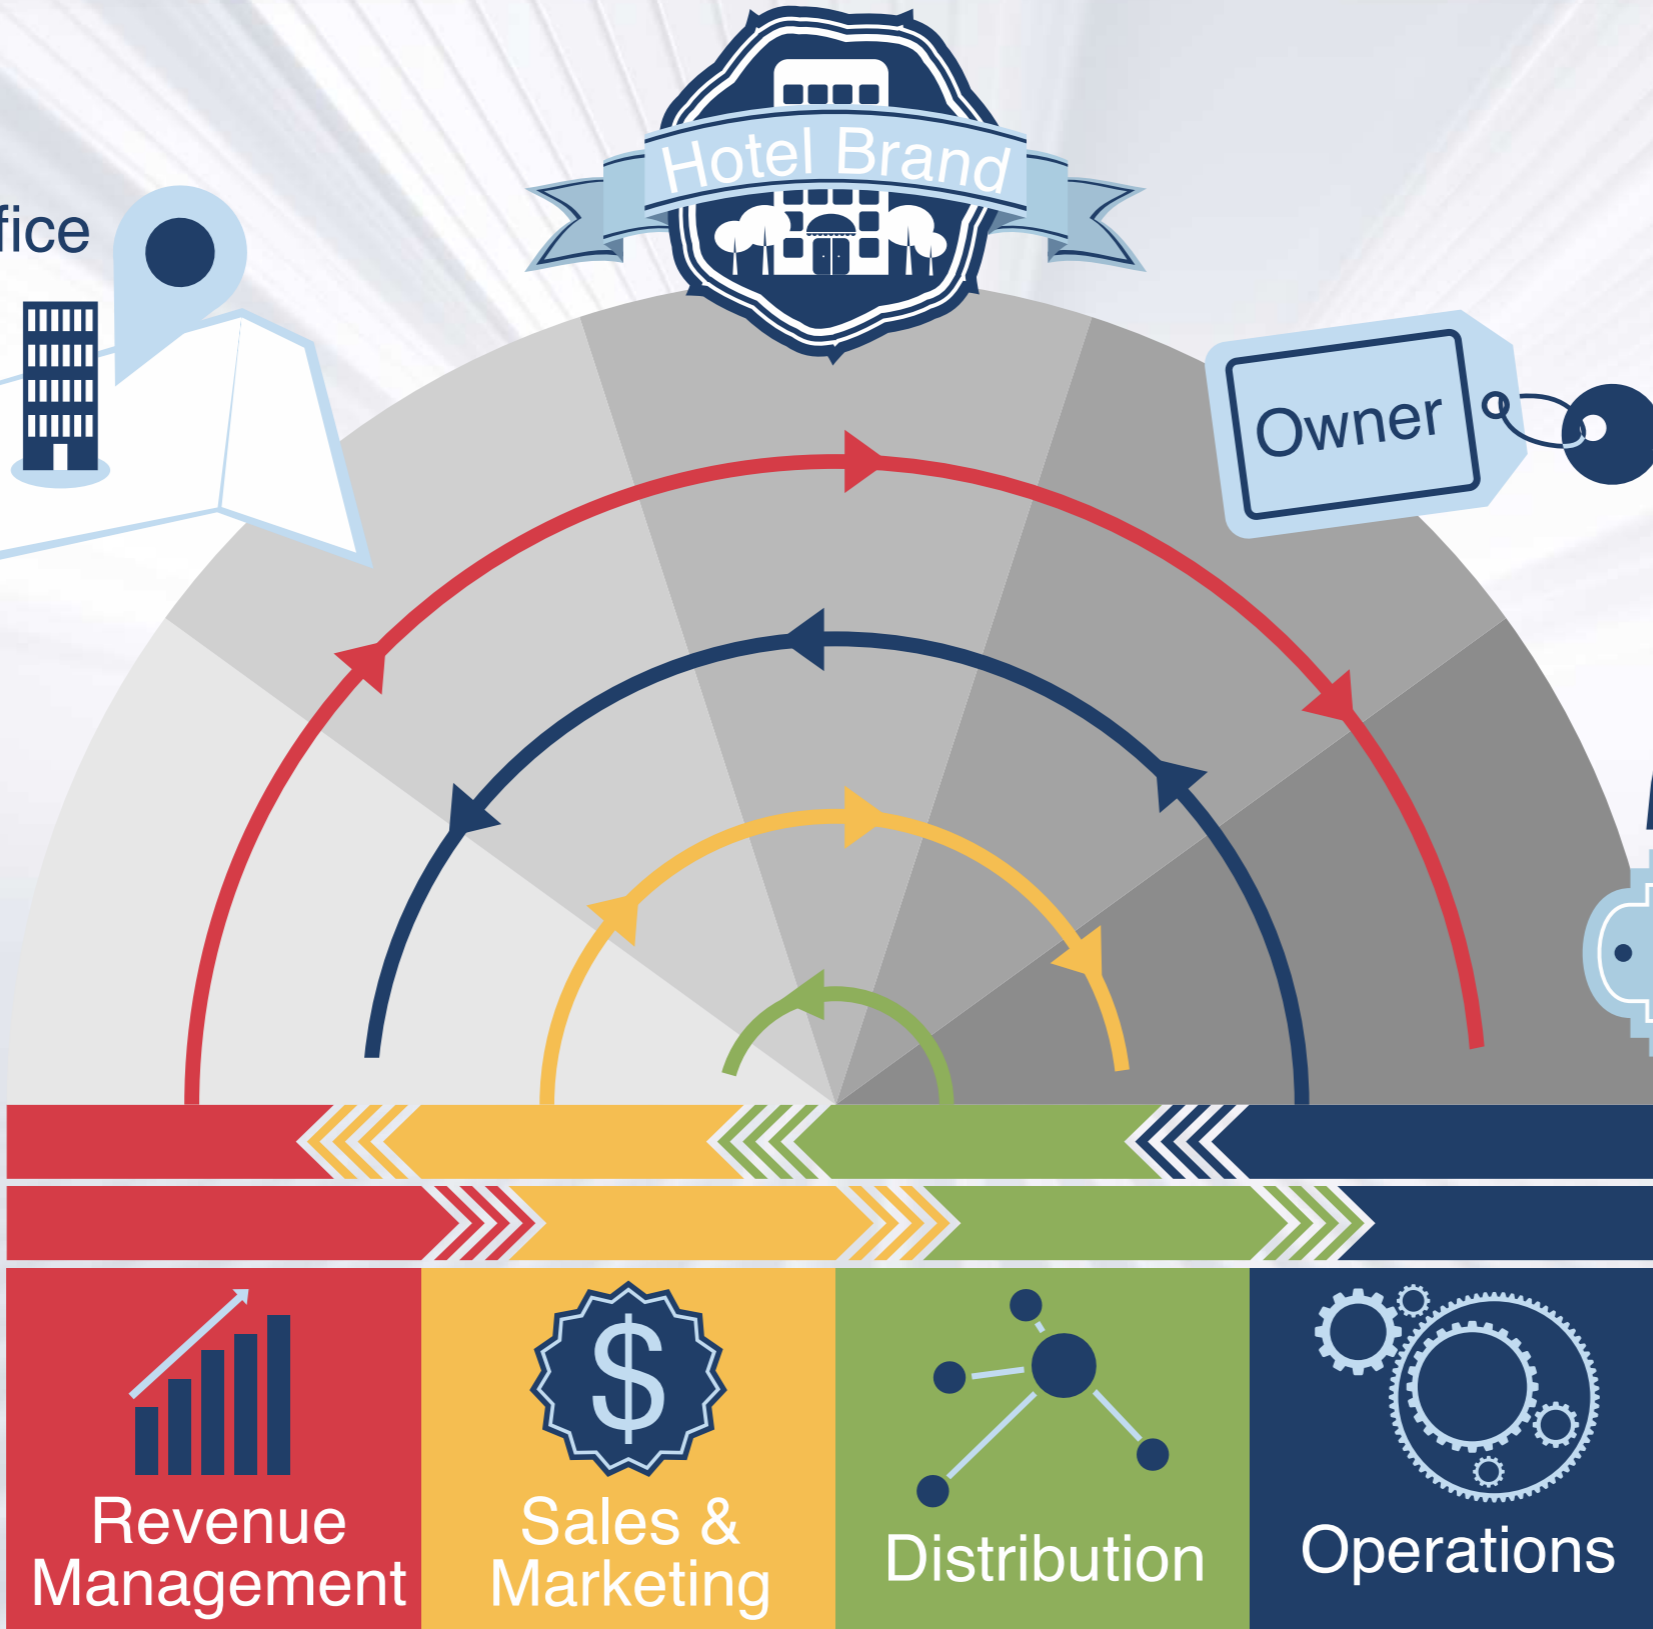 Hotel Brand
fice
Owner
$
Revenue
Management
Sales &
Marketing
Distribution
Operations